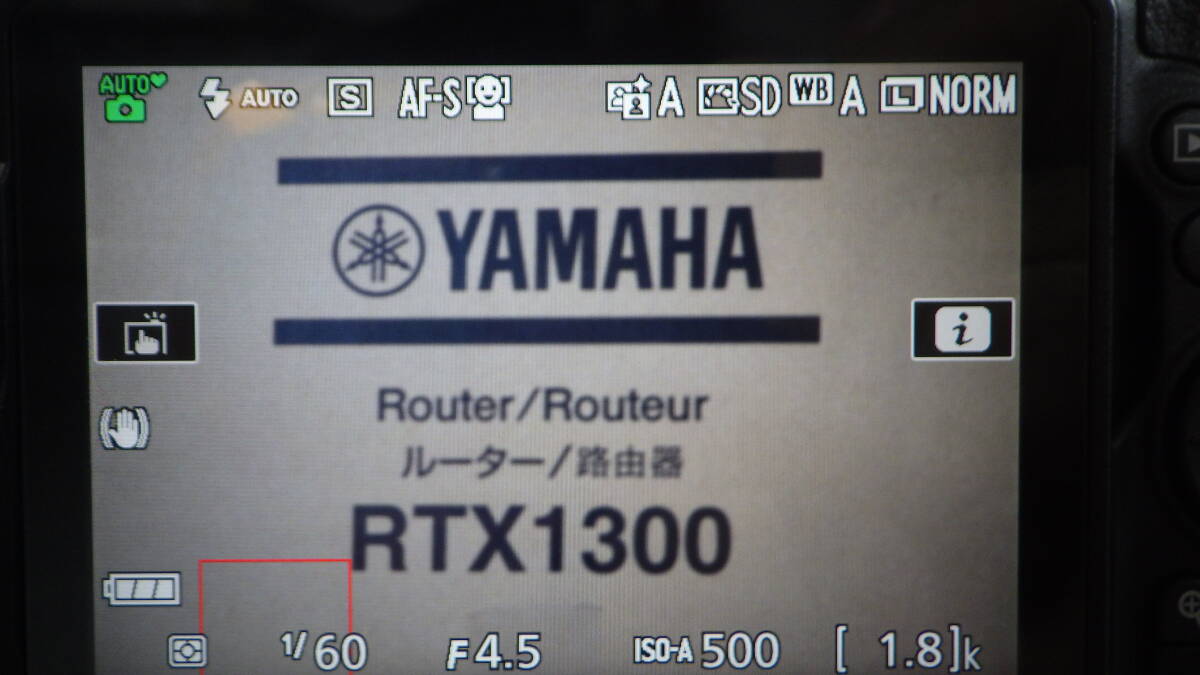 AUTO
AUTO S AF-S A SD WB A L NORM
YAMAHA
i
Router/Routeur
ルーター/路由器
RTX1300
1/60 F4.5 ISO-A 500 [ 1.8]k